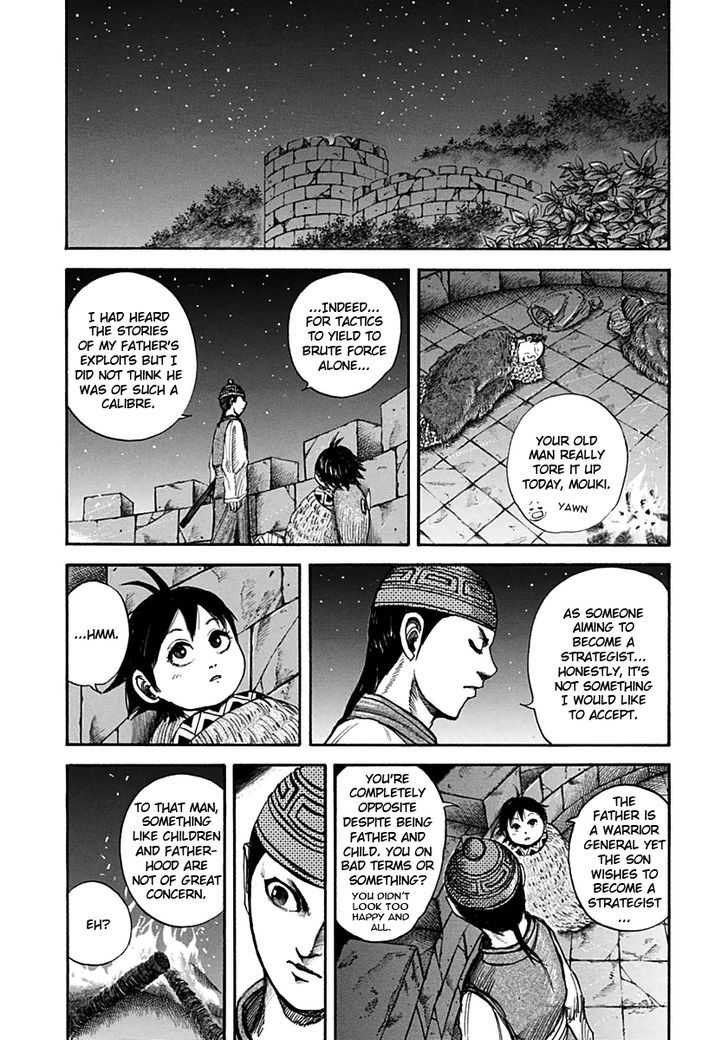 YOUR OLD
MAN REALLY
TORE IT UP
TODAY, MOUKI.
YAWN
...INDEED...
FOR TACTICS
TO YIELD TO
BRUTE FORCE
ALONE...
I HAD HEARD
THE STORIES
OF MY FATHER'S
EXPLOITS BUT I
DID NOT THINK HE
WAS OF SUCH A
CALIBRE.
AS SOMEONE
AIMING TO
BECOME A
STRATEGIST...
HONESTLY, IT'S
NOT SOMETHING
I WOULD LIKE
TO ACCEPT.
...HMM.
THE
FATHER IS
A WARRIOR
GENERAL YET
THE SON
WISHES TO
BECOME A
STRATEGIST
...
YOU'RE
COMPLETELY
OPPOSITE
DESPITE BEING
FATHER AND
CHILD. YOU ON
BAD TERMS OR
SOMETHING?
YOU DIDN'T
LOOK TOO
HAPPY AND
ALL.
TO THAT MAN,
SOMETHING
LIKE CHILDREN
AND FATHER-
HOOD ARE
NOT OF GREAT
CONCERN.
EH?